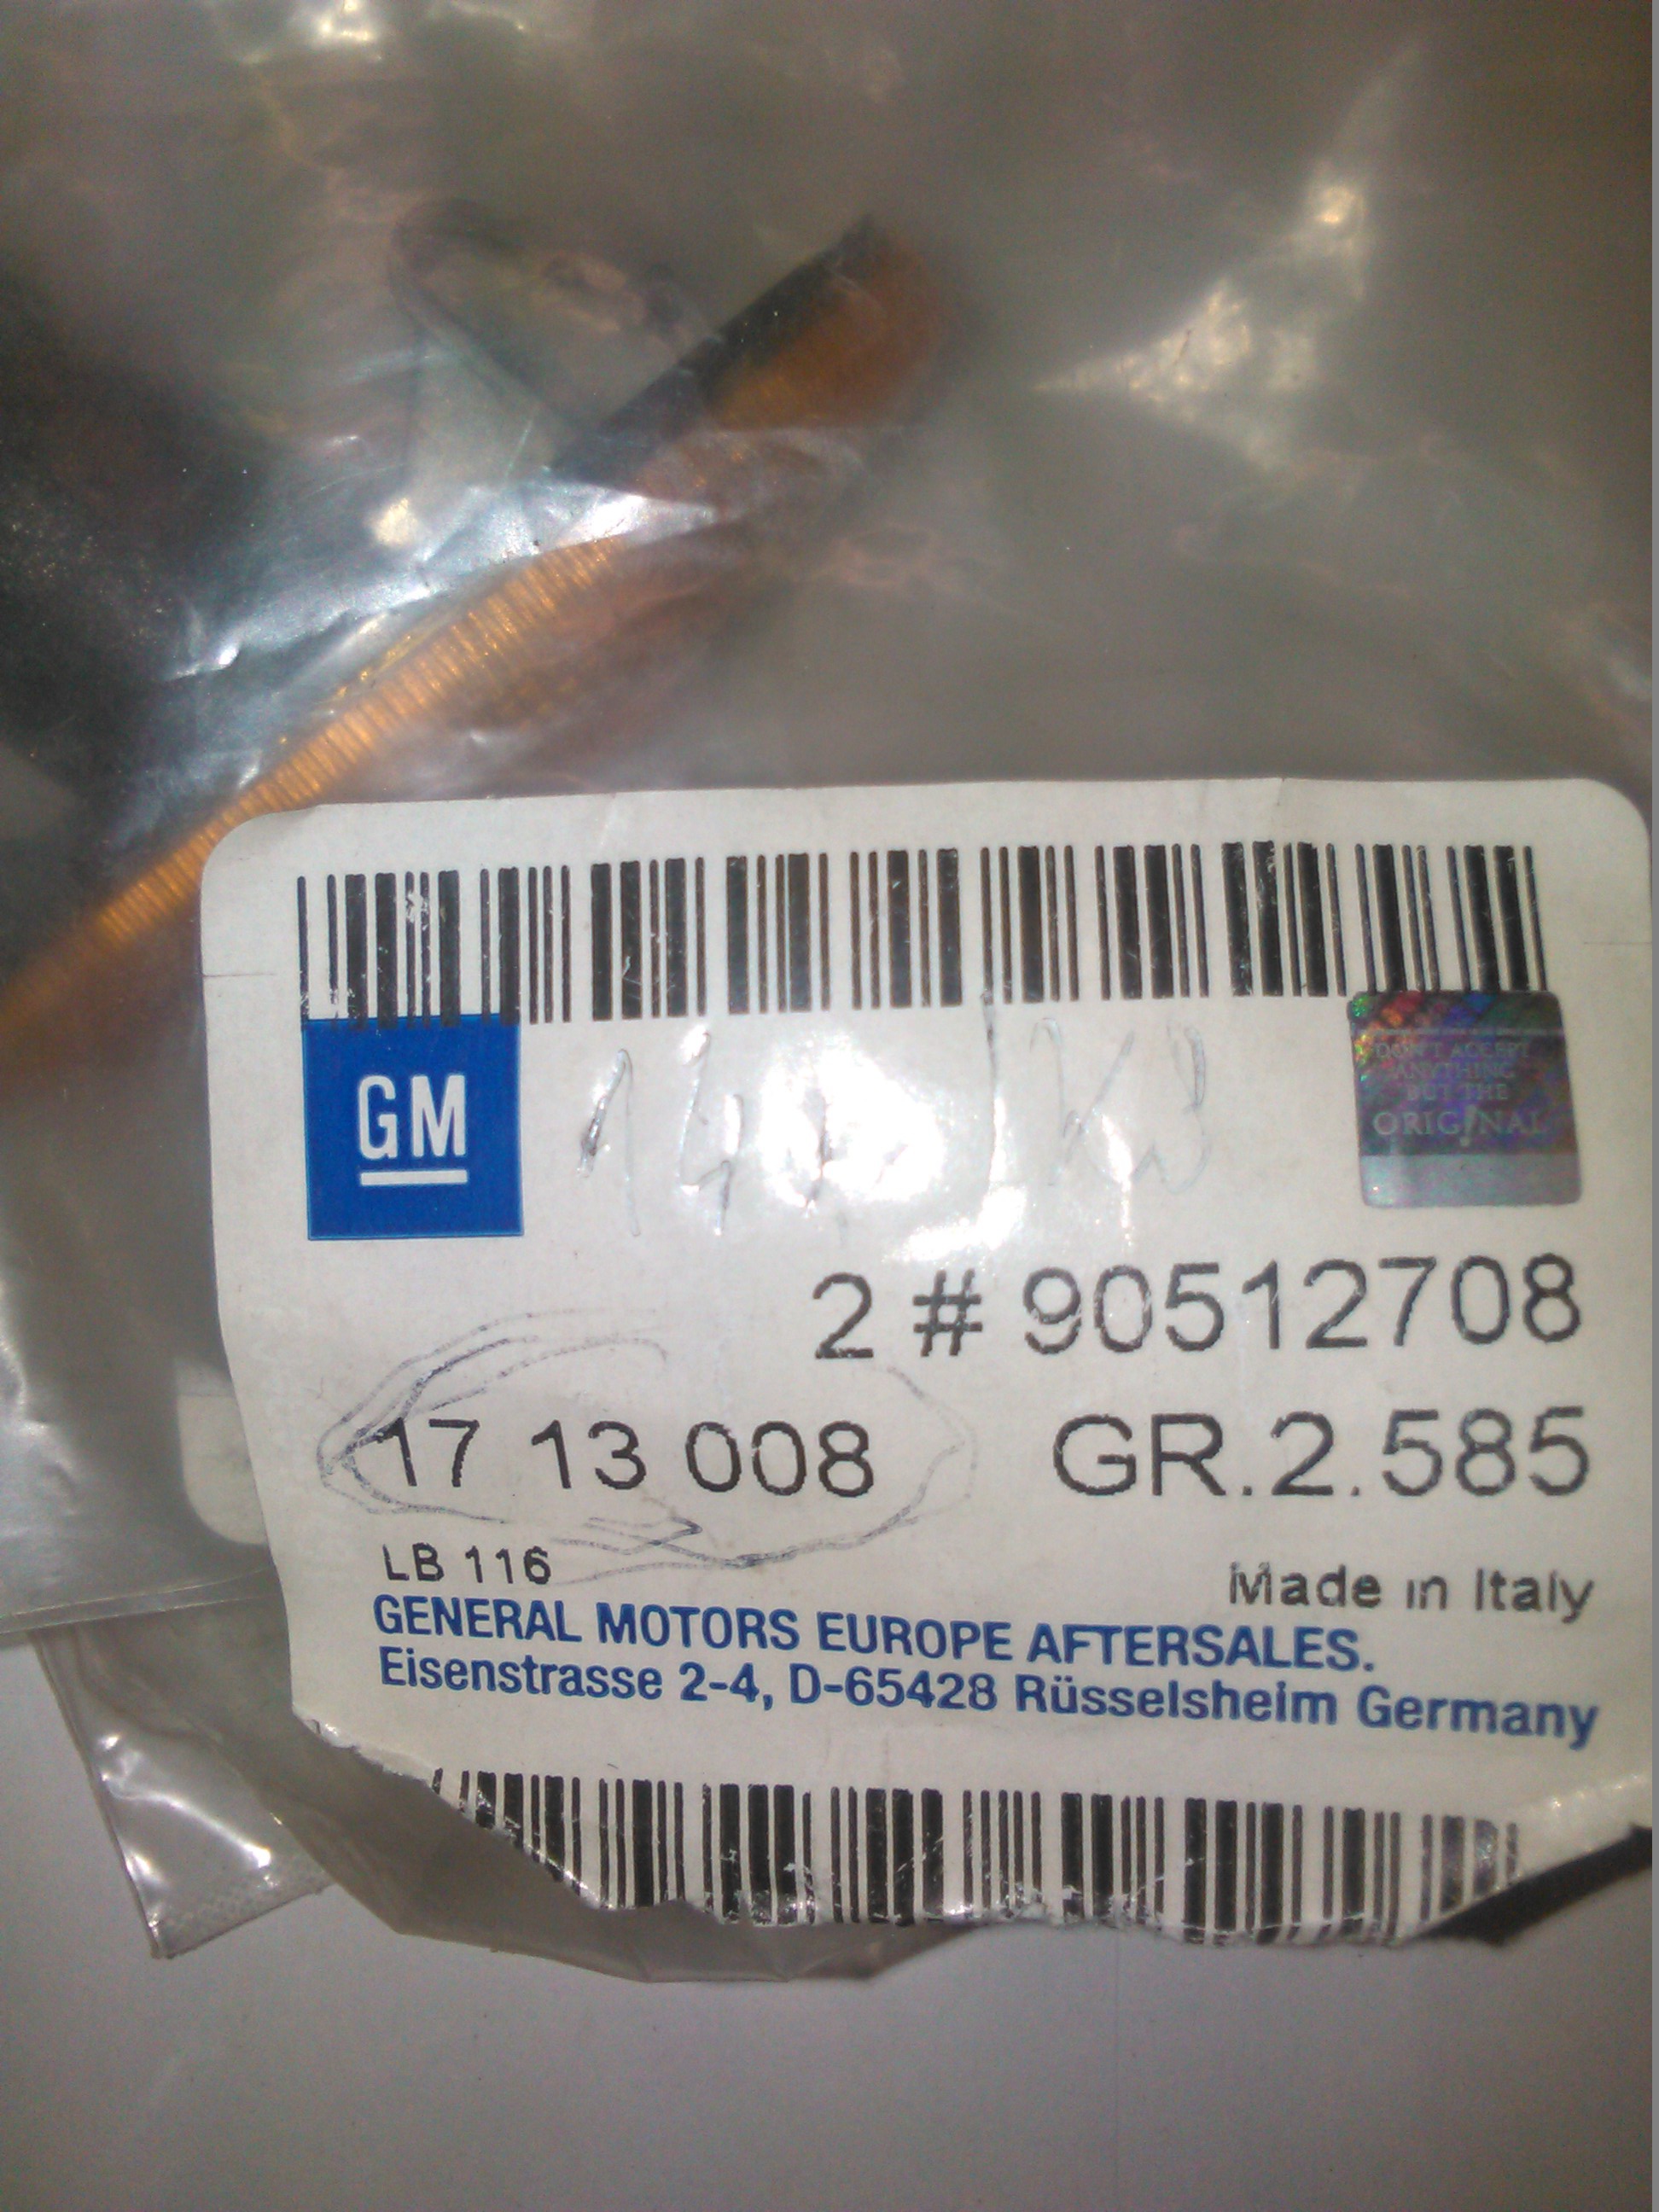 GM
DON'T ACCEPT
ANYTHING
BUT THE
ORIGINAL
2 # 90512708
17 13 008
GR.2.585
LB 116
Made in Italy
GENERAL MOTORS EUROPE AFTERSALES.
Eisenstrasse 2-4, D-65428 Rüsselsheim Germany